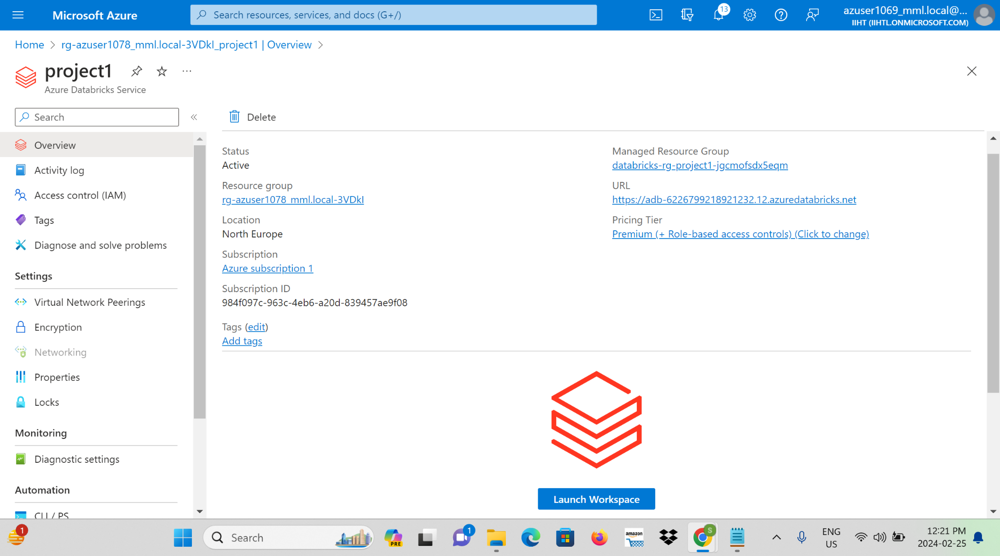 Microsoft Azure
Search resources, services, and docs (G+/)
13
azuser1069_mml.local@...
IIHT (IIHTL.ONMICROSOFT.COM)
Home > rg-azuser1078_mml.local-3VDkI_project1 | Overview >
project1
Azure Databricks Service
Search
Delete
Overview
Activity log
Access control (IAM)
Tags
Diagnose and solve problems
Settings
Virtual Network Peerings
Encryption
Networking
Properties
Locks
Monitoring
Diagnostic settings
Automation
CLI / PS
Status
Active
Resource group
rg-azuser1078_mml.local-3VDkI
Location
North Europe
Subscription
Azure subscription 1
Subscription ID
984f097c-963c-4eb6-a20d-839457ae9f08
Tags (edit)
Add tags
Managed Resource Group
databricks-rg-project1-jgcmofsdx5eqm
URL
https://adb-6226799218921232.12.azuredatabricks.net
Pricing Tier
Premium (+ Role-based access controls) (Click to change)
Launch Workspace
1
Search
PRE
1
amazon
S
ENG
US
12:21 PM
2024-02-25